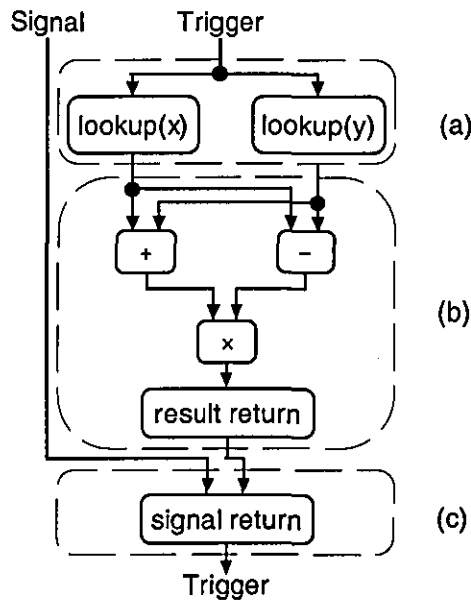 Signal Trigger
lookup(x) lookup(y) (a)
+ −
(b)
×
result return
signal return (c)
Trigger